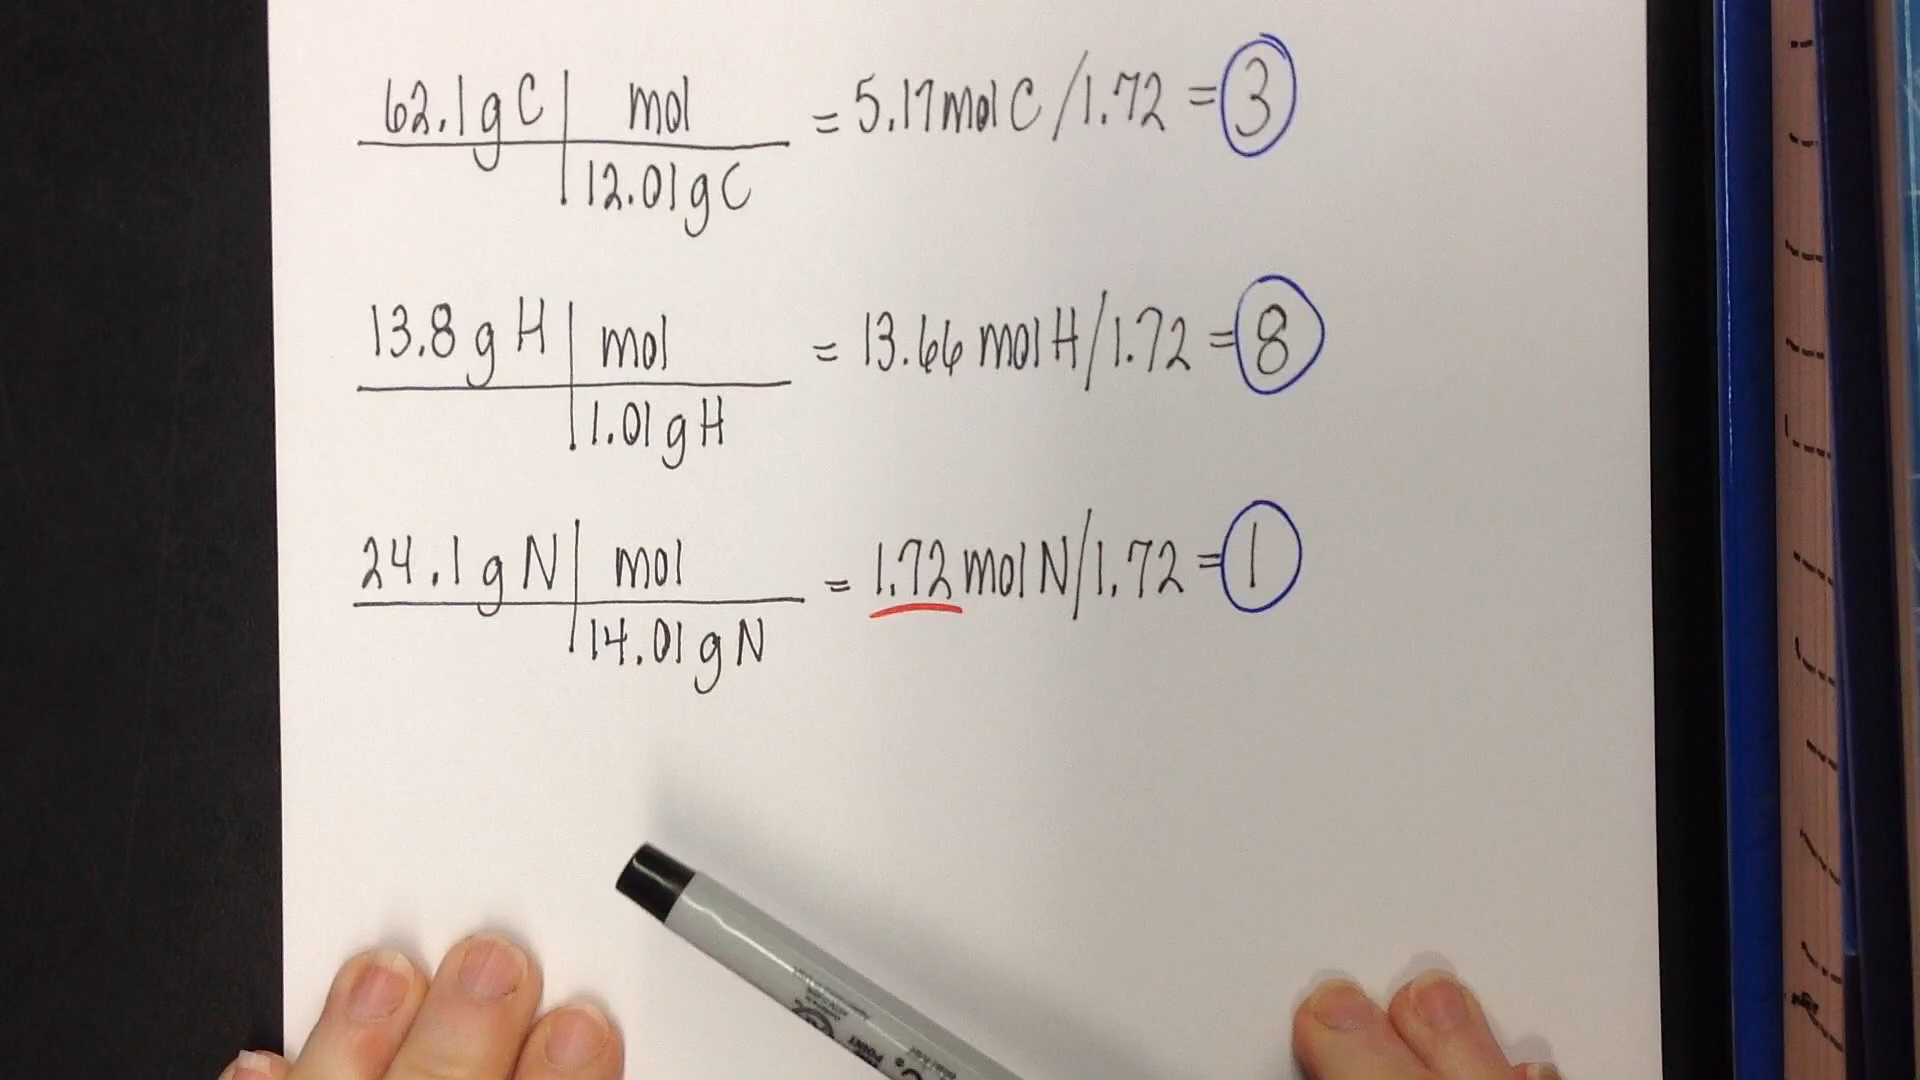 62.1 g C | mol = 5.17 mol C / 1.72 = 3
12.01 g C
13.8 g H | mol = 13.66 mol H / 1.72 = 8
1.01 g H
24.1 g N | mol = 1.72 mol N / 1.72 = 1
14.01 g N
POINT